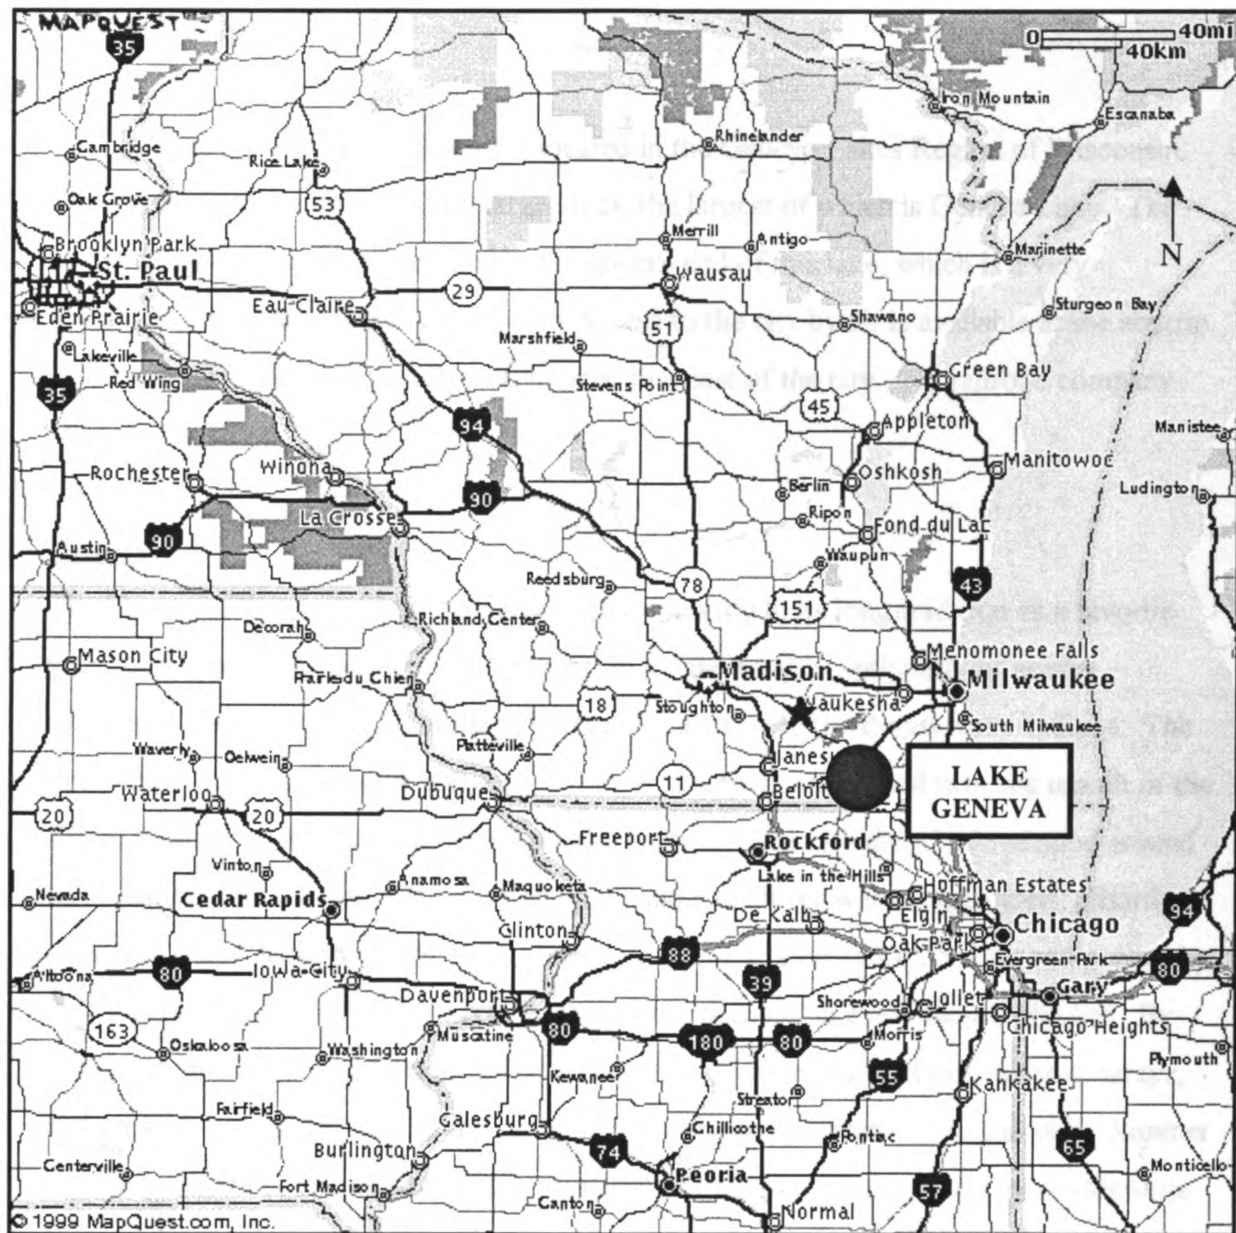 MAPQUEST
35
0 40mi
40km
Iron Mountain
Escanaba
Cambridge
Rice Lake
Rhinelander
53
Oak Grove
Merrill
Antigo
N
Brooklyn Park
Marinette
St. Paul
Wausau
29
Eden Prairie
Eau Claire
Sturgeon Bay
51
Shawano
Lakeville
Marshfield
Red Wing
Stevens Point
Green Bay
35
45
94
Appleton
Manistee
Rochester
Winona
Manitowoc
90
Berlin
Oshkosh
Ludington
La Crosse
Ripon
Fond du Lac
90
Austin
Waupun
Reedsburg
78
43
151
Richland Center
Decorah
Mason City
Menomonee Falls
Prairie du Chien
Madison
Milwaukee
18
Stoughton
Waukesha
South Milwaukee
Waverly
Oelwein
Platteville
Janes
11
LAKE
GENEVA
Waterloo
Dubuque
Beloit
20
20
Freeport
Rockford
Vinton
Lake in the Hills
Nevada
Anamosa
Maquoketa
Hoffman Estates
Cedar Rapids
Elgin
94
De Kalb
Chicago
Clinton
Oak Park
88
Evergreen Park
Altoona
80
Iowa City
39
80
Davenport
Gary
Shorewood
Joliet
163
80
Chicago Heights
Muscatine
180
80
Morris
Oskaloosa
Washington
Plymouth
Kewanee
55
Streator
Kankakee
Fairfield
Galesburg
Chillicothe
Pontiac
65
Burlington
74
Centerville
Peoria
Monticello
Fort Madison
57
Canton
Normal
© 1999 MapQuest.com, Inc.